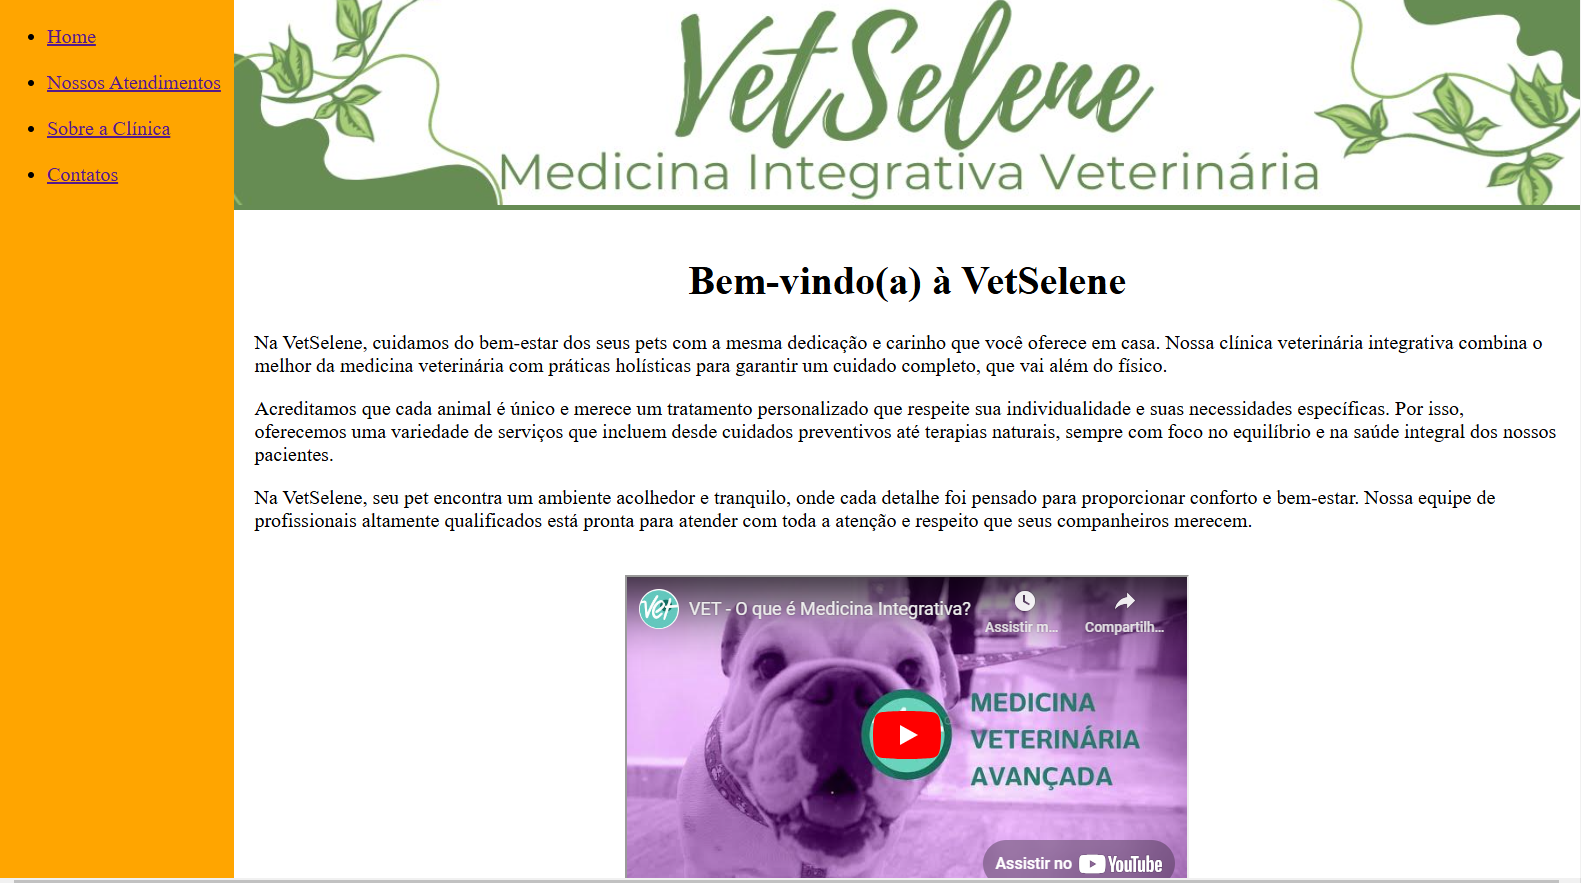 Home
Nossos Atendimentos
Sobre a Clínica
Contatos
VetSelene
Medicina Integrativa Veterinária
Bem-vindo(a) à VetSelene
Na VetSelene, cuidamos do bem-estar dos seus pets com a mesma dedicação e carinho que você oferece em casa. Nossa clínica veterinária integrativa combina o
melhor da medicina veterinária com práticas holísticas para garantir um cuidado completo, que vai além do físico.
Acreditamos que cada animal é único e merece um tratamento personalizado que respeite sua individualidade e suas necessidades específicas. Por isso,
oferecemos uma variedade de serviços que incluem desde cuidados preventivos até terapias naturais, sempre com foco no equilíbrio e na saúde integral dos nossos
pacientes.
Na VetSelene, seu pet encontra um ambiente acolhedor e tranquilo, onde cada detalhe foi pensado para proporcionar conforto e bem-estar. Nossa equipe de
profissionais altamente qualificados está pronta para atender com toda a atenção e respeito que seus companheiros merecem.
Vet+ VET - O que é Medicina Integrativa?
Assistir m... Compartilh...
MEDICINA
VETERINÁRIA
AVANÇADA
Assistir no YouTube